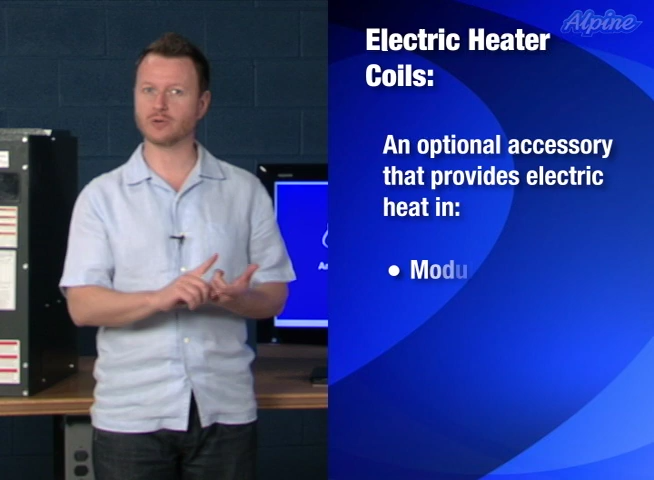 Alpine
Electric Heater
Coils:
An optional accessory
that provides electric
heat in:
• Modu